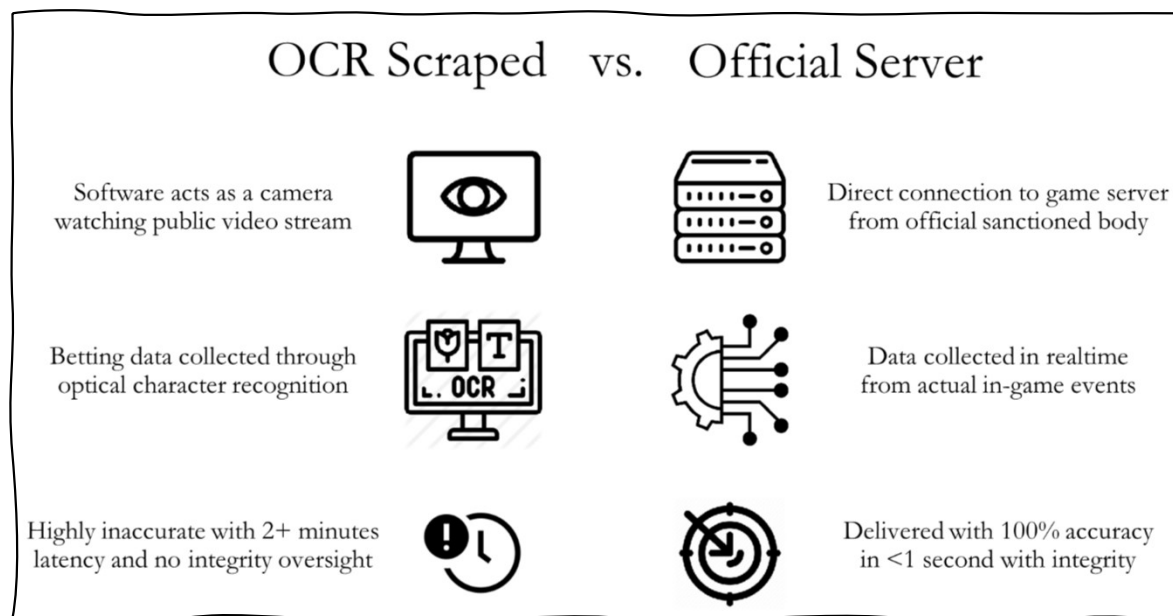 OCR Scraped vs. Official Server
Software acts as a camera
watching public video stream
Direct connection to game server
from official sanctioned body
Betting data collected through
optical character recognition
T
OCR
Data collected in realtime
from actual in-game events
Highly inaccurate with 2+ minutes
latency and no integrity oversight
!
Delivered with 100% accuracy
in <1 second with integrity